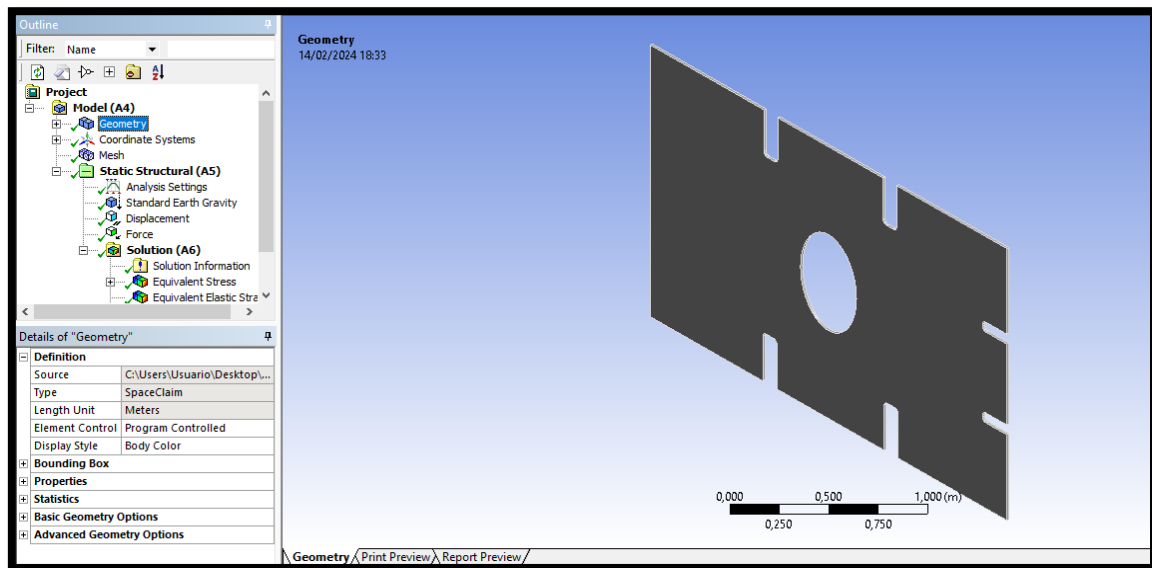 Outline
Filter: Name
Project
Model (A4)
Geometry
Coordinate Systems
Mesh
Static Structural (A5)
Analysis Settings
Standard Earth Gravity
Displacement
Force
Solution (A6)
Solution Information
Equivalent Stress
Equivalent Elastic Stra
Details of "Geometry"
Definition
Source C:\Users\Usuario\Desktop\...
Type SpaceClaim
Length Unit Meters
Element Control Program Controlled
Display Style Body Color
Bounding Box
Properties
Statistics
Basic Geometry Options
Advanced Geometry Options
Geometry
14/02/2024 18:33
0,000 0,500 1,000 (m)
0,250 0,750
Geometry Print Preview Report Preview